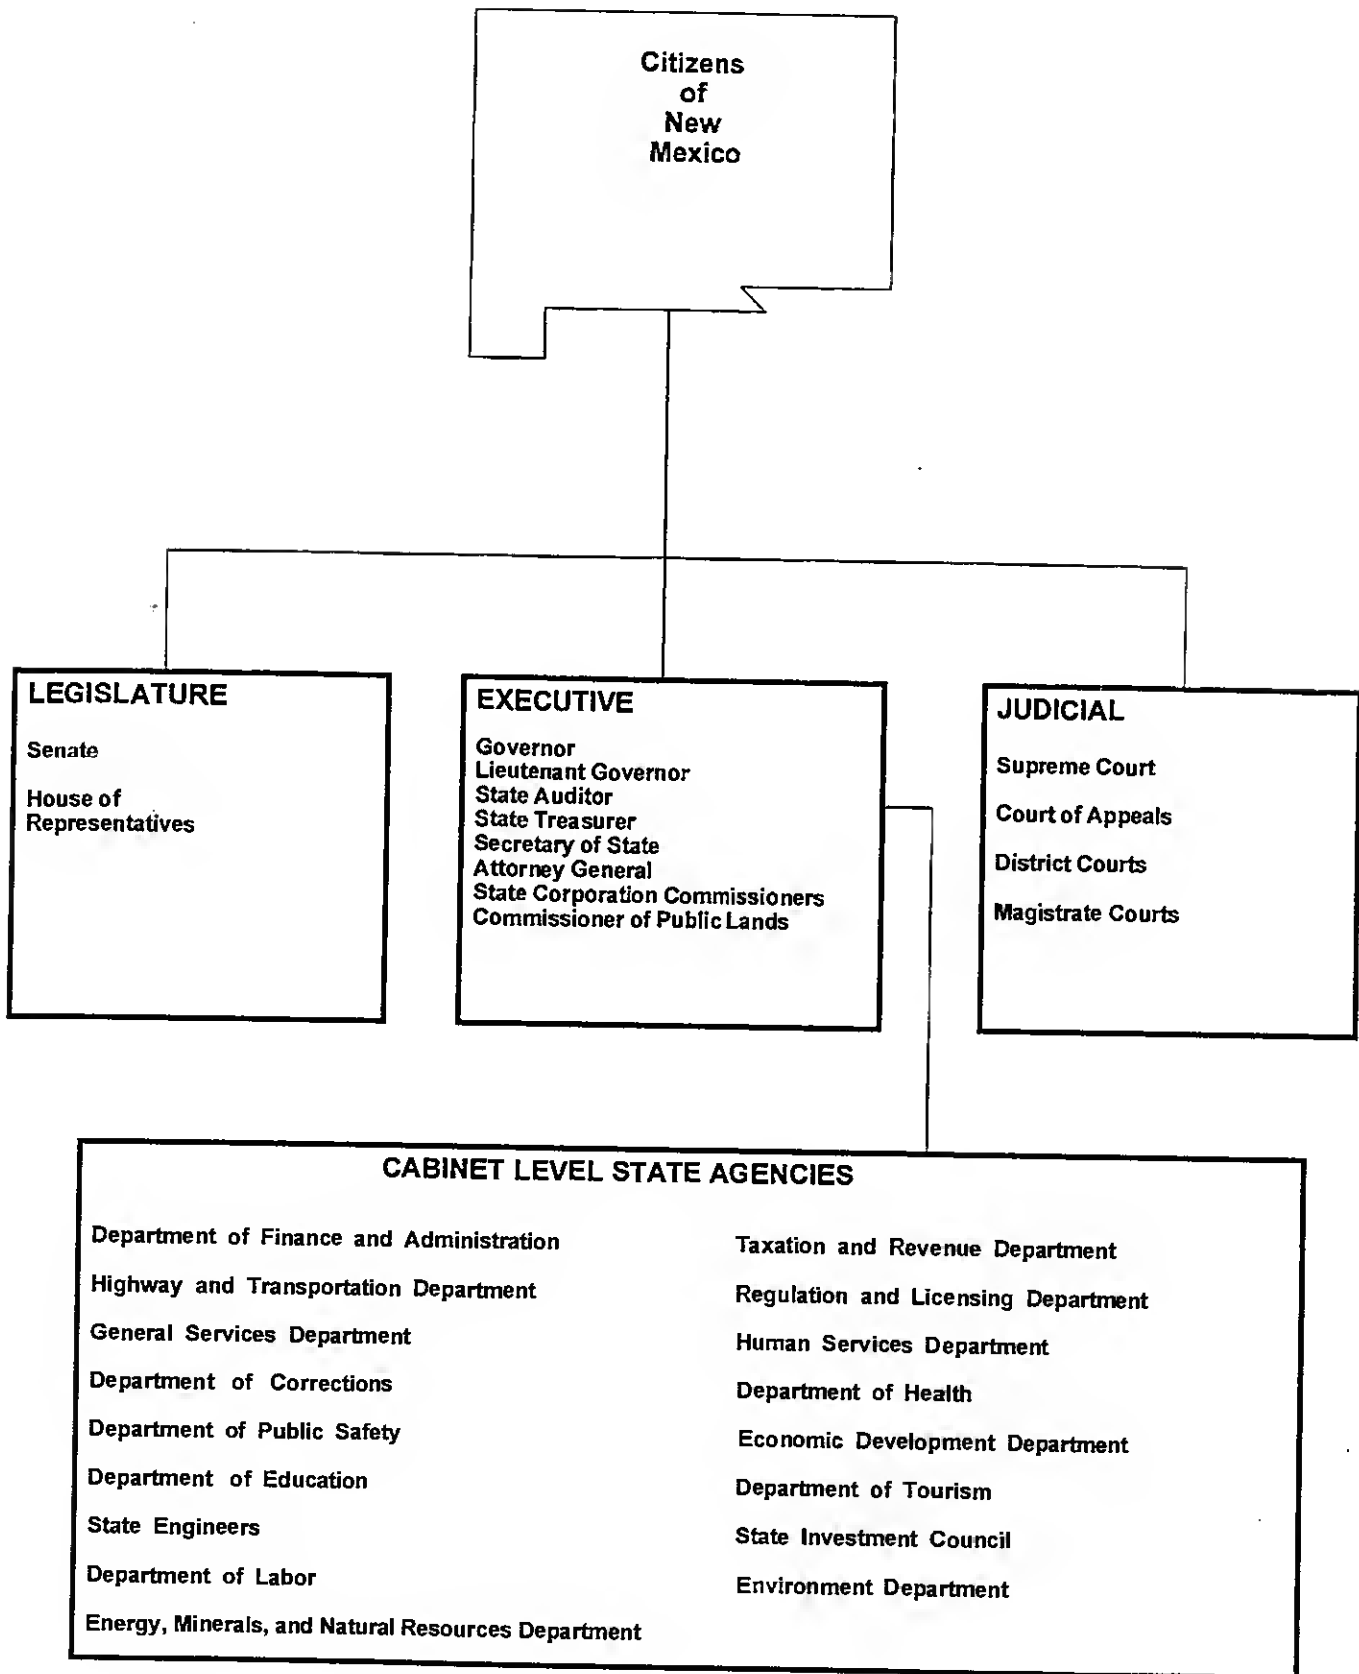 Citizens
of
New
Mexico
LEGISLATURE
Senate
House of
Representatives
EXECUTIVE
Governor
Lieutenant Governor
State Auditor
State Treasurer
Secretary of State
Attorney General
State Corporation Commissioners
Commissioner of Public Lands
JUDICIAL
Supreme Court
Court of Appeals
District Courts
Magistrate Courts
CABINET LEVEL STATE AGENCIES
Department of Finance and Administration
Highway and Transportation Department
General Services Department
Department of Corrections
Department of Public Safety
Department of Education
State Engineers
Department of Labor
Energy, Minerals, and Natural Resources Department
Taxation and Revenue Department
Regulation and Licensing Department
Human Services Department
Department of Health
Economic Development Department
Department of Tourism
State Investment Council
Environment Department